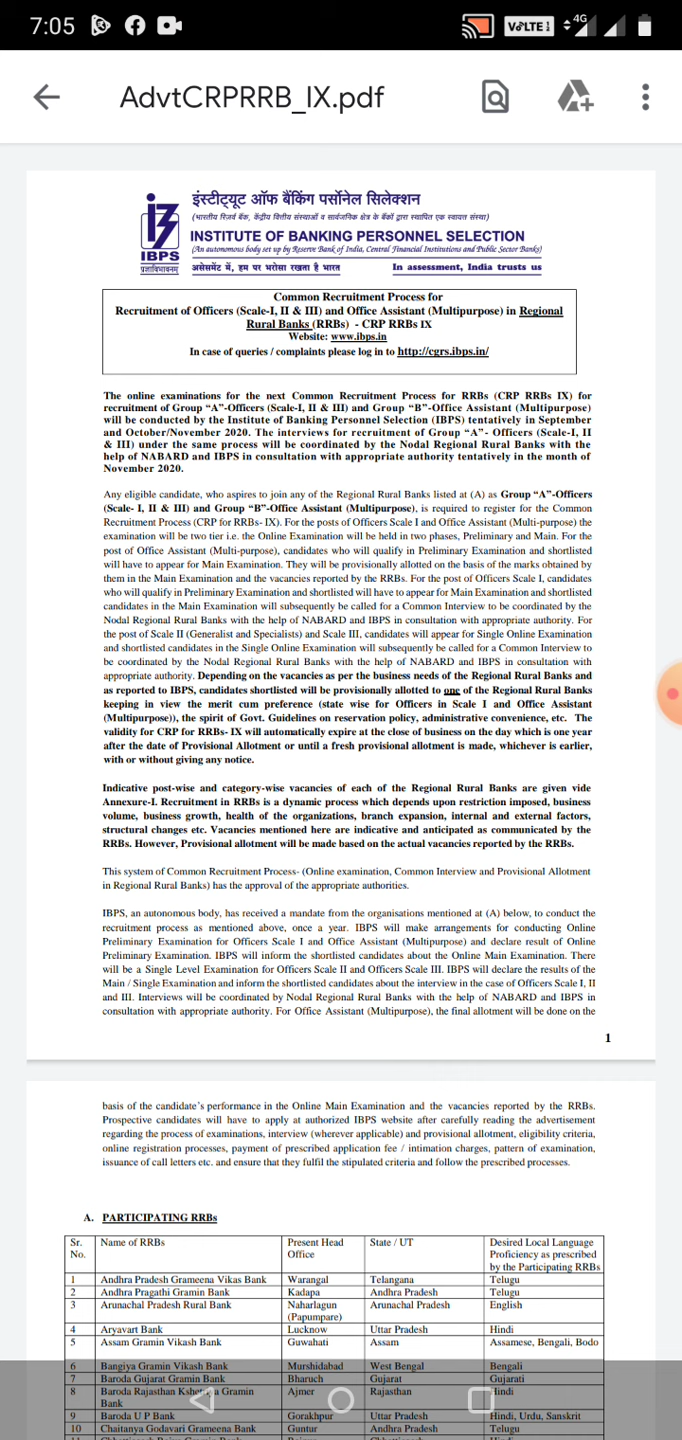 7:05
VoLTE 4G
AdvtCRPRRB_IX.pdf
इंस्टीट्यूट ऑफ बैंकिंग पर्सोनेल सिलेक्शन
(भारतीय रिज़र्व बैंक, केंद्रीय वित्तीय संस्थाओं व सार्वजनिक क्षेत्र के बैंकों द्वारा स्थापित एक स्वायत्त संस्था)
INSTITUTE OF BANKING PERSONNEL SELECTION
(An autonomous body set up by Reserve Bank of India, Central Financial Institutions and Public Sector Banks)
IBPS
असेसमेंट में, हम पर भरोसा रखता है भारत In assessment, India trusts us
Common Recruitment Process for
Recruitment of Officers (Scale-I, II & III) and Office Assistant (Multipurpose) in Regional
Rural Banks (RRBs) - CRP RRBs IX
Website: www.ibps.in
In case of queries / complaints please log in to http://cgrs.ibps.in/
The online examinations for the next Common Recruitment Process for RRBs (CRP RRBs IX) for
recruitment of Group “A”-Officers (Scale-I, II & III) and Group “B”-Office Assistant (Multipurpose)
will be conducted by the Institute of Banking Personnel Selection (IBPS) tentatively in September
and October/November 2020. The interviews for recruitment of Group “A”- Officers (Scale-I, II
& III) under the same process will be coordinated by the Nodal Regional Rural Banks with the
help of NABARD and IBPS in consultation with appropriate authority tentatively in the month of
November 2020.
Any eligible candidate, who aspires to join any of the Regional Rural Banks listed at (A) as Group “A”-Officers
(Scale- I, II & III) and Group “B”-Office Assistant (Multipurpose), is required to register for the Common
Recruitment Process (CRP for RRBs- IX). For the posts of Officers Scale I and Office Assistant (Multi-purpose) the
examination will be two tier i.e. the Online Examination will be held in two phases, Preliminary and Main. For the
post of Office Assistant (Multi-purpose), candidates who will qualify in Preliminary Examination and shortlisted
will have to appear for Main Examination. They will be provisionally allotted on the basis of the marks obtained by
them in the Main Examination and the vacancies reported by the RRBs. For the post of Officers Scale I, candidates
who will qualify in Preliminary Examination and shortlisted will have to appear for Main Examination and shortlisted
candidates in the Main Examination will subsequently be called for a Common Interview to be coordinated by the
Nodal Regional Rural Banks with the help of NABARD and IBPS in consultation with appropriate authority. For
the post of Scale II (Generalist and Specialists) and Scale III, candidates will appear for Single Online Examination
and shortlisted candidates in the Single Online Examination will subsequently be called for a Common Interview to
be coordinated by the Nodal Regional Rural Banks with the help of NABARD and IBPS in consultation with
appropriate authority. Depending on the vacancies as per the business needs of the Regional Rural Banks and
as reported to IBPS, candidates shortlisted will be provisionally allotted to one of the Regional Rural Banks
keeping in view the merit cum preference (state wise for Officers in Scale I and Office Assistant
(Multipurpose)), the spirit of Govt. Guidelines on reservation policy, administrative convenience, etc. The
validity for CRP for RRBs- IX will automatically expire at the close of business on the day which is one year
after the date of Provisional Allotment or until a fresh provisional allotment is made, whichever is earlier,
with or without giving any notice.
Indicative post-wise and category-wise vacancies of each of the Regional Rural Banks are given vide
Annexure-I. Recruitment in RRBs is a dynamic process which depends upon restriction imposed, business
volume, business growth, health of the organizations, branch expansion, internal and external factors,
structural changes etc. Vacancies mentioned here are indicative and anticipated as communicated by the
RRBs. However, Provisional allotment will be made based on the actual vacancies reported by the RRBs.
This system of Common Recruitment Process- (Online examination, Common Interview and Provisional Allotment
in Regional Rural Banks) has the approval of the appropriate authorities.
IBPS, an autonomous body, has received a mandate from the organisations mentioned at (A) below, to conduct the
recruitment process as mentioned above, once a year. IBPS will make arrangements for conducting Online
Preliminary Examination for Officers Scale I and Office Assistant (Multipurpose) and declare result of Online
Preliminary Examination. IBPS will inform the shortlisted candidates about the Online Main Examination. There
will be a Single Level Examination for Officers Scale II and Officers Scale III. IBPS will declare the results of the
Main / Single Examination and inform the shortlisted candidates about the interview in the case of Officers Scale I, II
and III. Interviews will be coordinated by Nodal Regional Rural Banks with the help of NABARD and IBPS in
consultation with appropriate authority. For Office Assistant (Multipurpose), the final allotment will be done on the
1
basis of the candidate’s performance in the Online Main Examination and the vacancies reported by the RRBs.
Prospective candidates will have to apply at authorized IBPS website after carefully reading the advertisement
regarding the process of examinations, interview (wherever applicable) and provisional allotment, eligibility criteria,
online registration processes, payment of prescribed application fee / intimation charges, pattern of examination,
issuance of call letters etc. and ensure that they fulfil the stipulated criteria and follow the prescribed processes.
A. PARTICIPATING RRBs
Sr. Name of RRBs Present Head State / UT Desired Local Language
No. Office Proficiency as prescribed
by the Participating RRBs
1 Andhra Pradesh Grameena Vikas Bank Warangal Telangana Telugu
2 Andhra Pragathi Gramin Bank Kadapa Andhra Pradesh Telugu
3 Arunachal Pradesh Rural Bank Naharlagun Arunachal Pradesh English
(Papumpare)
4 Aryavart Bank Lucknow Uttar Pradesh Hindi
5 Assam Gramin Vikash Bank Guwahati Assam Assamese, Bengali, Bodo
6 Bangiya Gramin Vikash Bank Murshidabad West Bengal Bengali
7 Baroda Gujarat Gramin Bank Bharuch Gujarat Gujarati
8 Baroda Rajasthan Gramin Ajmer Rajasthan Hindi
Bank
9 Baroda U P Bank Gorakhpur Uttar Pradesh Hindi, Urdu, Sanskrit
10 Chaitanya Godavari Grameena Bank Guntur Andhra Pradesh Telugu